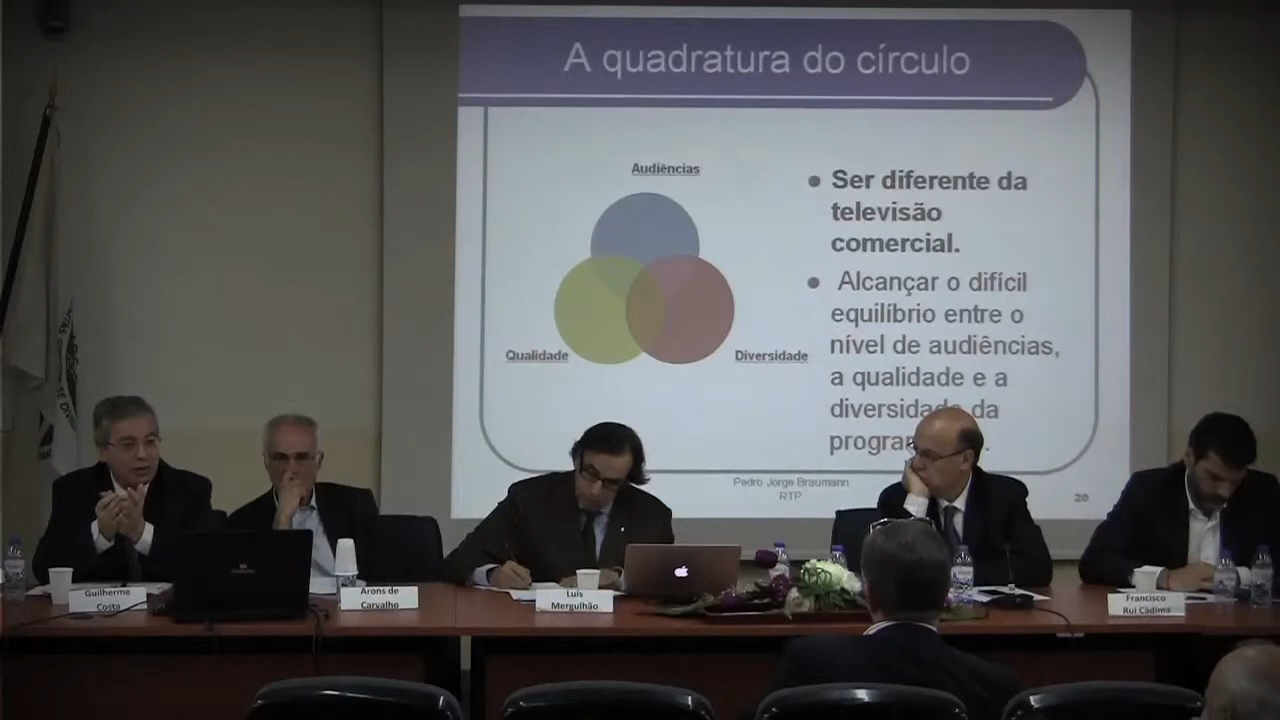 A quadratura do círculo
Audiências
Qualidade
Diversidade
Ser diferente da
televisão
comercial.
Alcançar o difícil
equilíbrio entre o
nível de audiências,
a qualidade e a
diversidade da
Pedro Jorge Braumann
RTP
20
Guilherme
Costa
Arons de
Carvalho
Luis
Mergulhão
Francisco
Rui Cádima